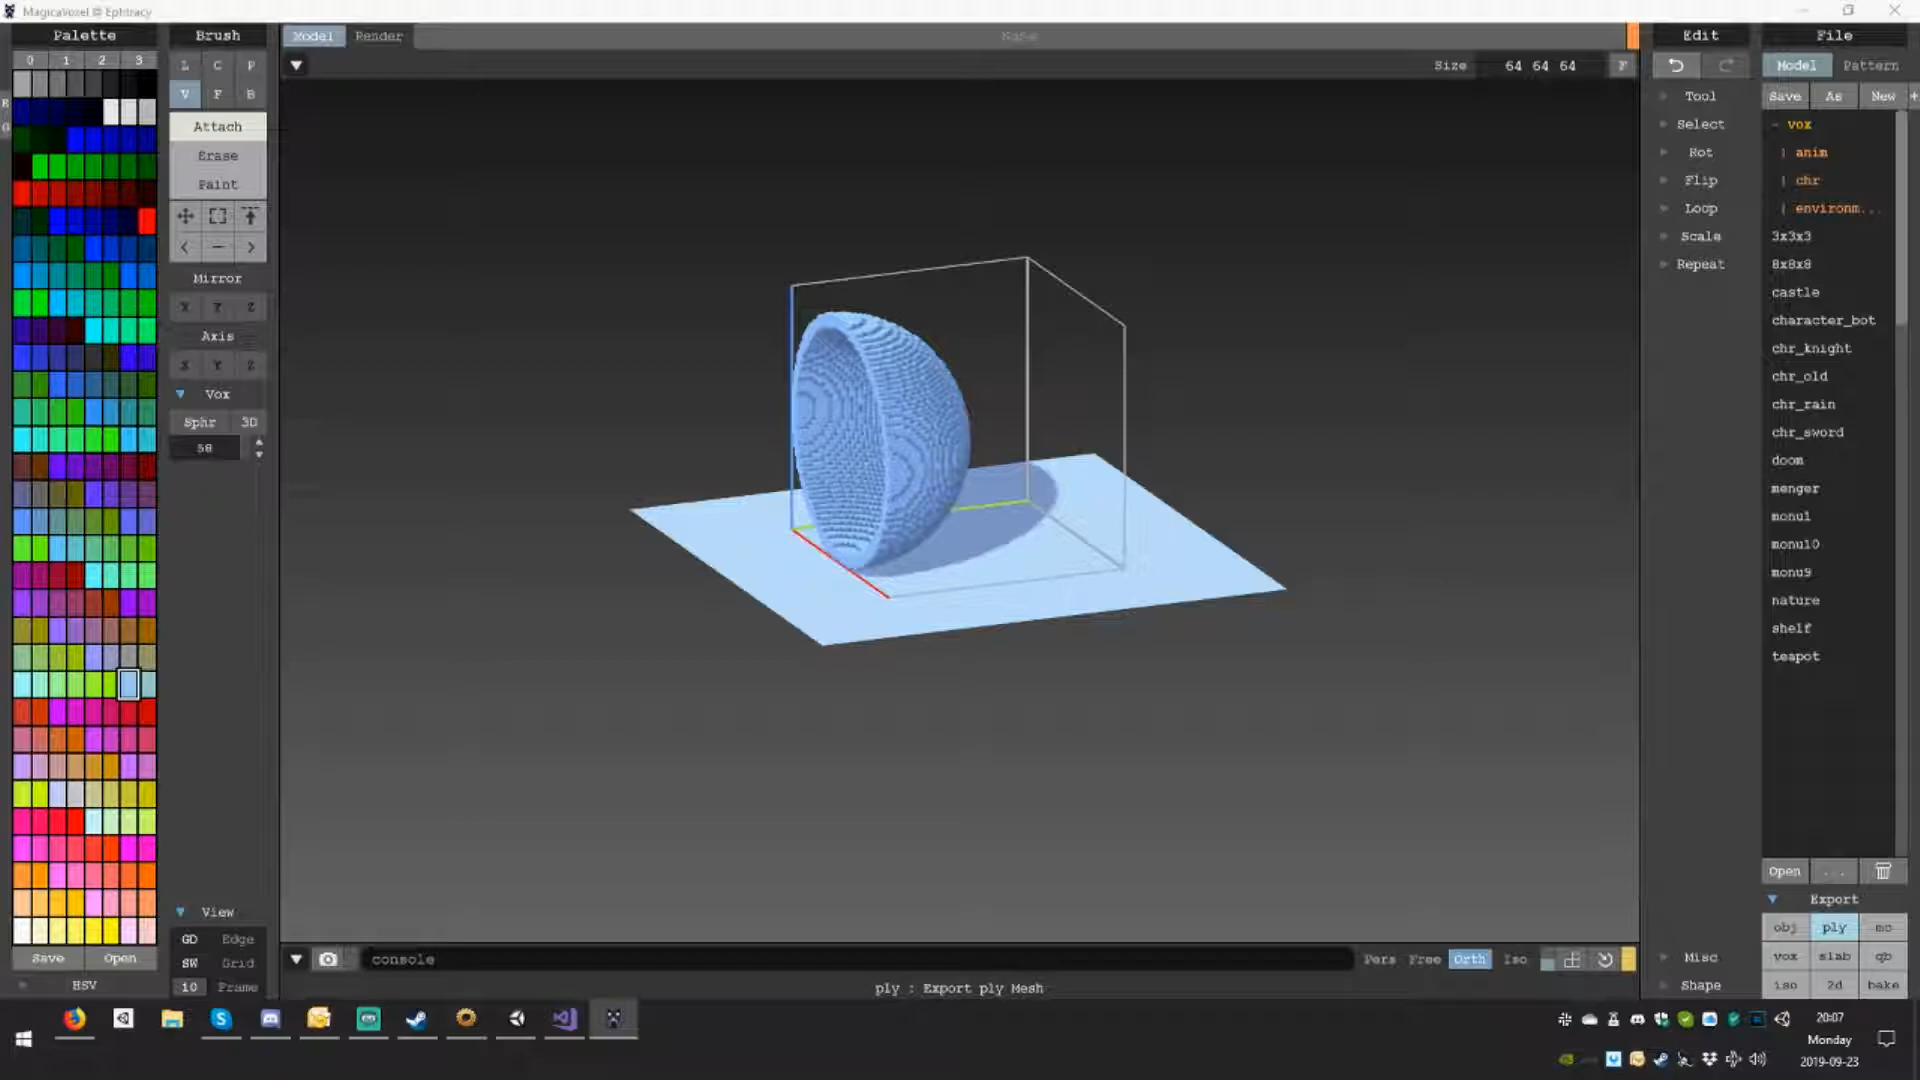 MagicaVoxel @ Ephtracy
Palette
0 1 2 3
Save Open
HSV
Brush
L C P
V F B
Attach
Erase
Paint
Mirror
X Y Z
Axis
X Y Z
Vox
Sphr 3D
58
View
GD Edge
SW Grid
10 Frame
Model Render
Size 64 64 64 F
console
Pers Free Orth Iso
ply : Export ply Mesh
Edit
Tool
Select
Rot
Flip
Loop
Scale
Repeat
Misc
Shape
File
Model Pattern
Save As New +
- vox
| anim
| chr
| environm...
3x3x3
8x8x8
castle
character_bot
chr_knight
chr_old
chr_rain
chr_sword
doom
menger
monu1
monu10
monu9
nature
shelf
teapot
Open ...
Export
obj ply mc
vox slab qb
iso 2d bake
20:07
Monday
2019-09-23